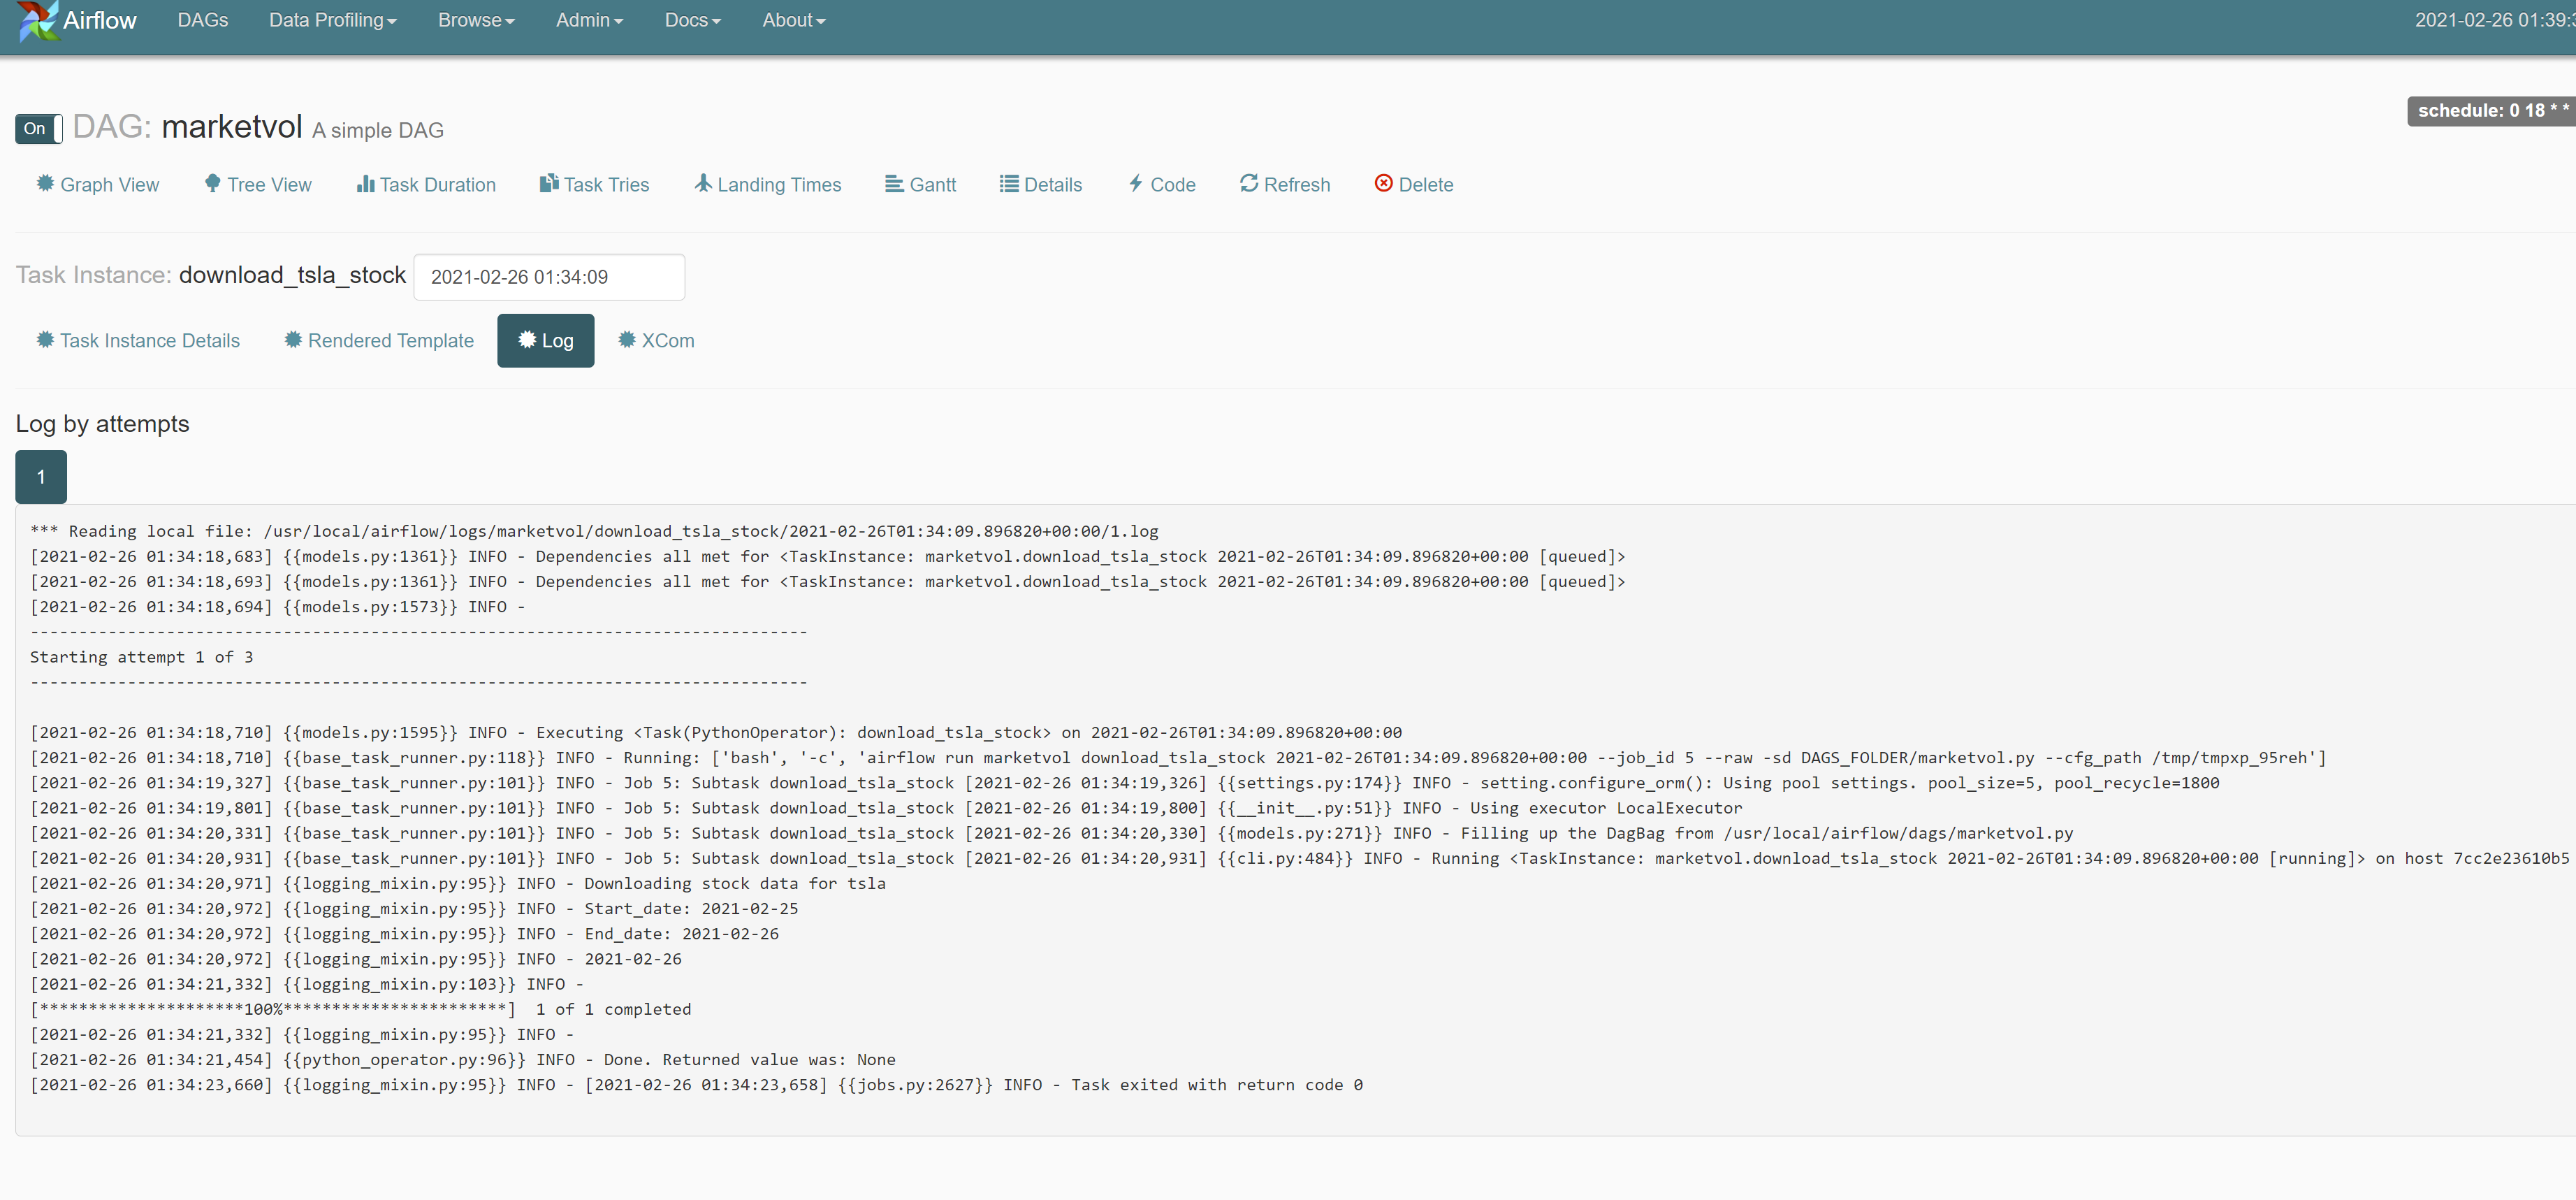 Airflow DAGs Data Profiling Browse Admin Docs About 2021-02-26 01:39:
schedule: 0 18 * *
On DAG: marketvol A simple DAG
Graph View Tree View Task Duration Task Tries Landing Times Gantt Details Code Refresh Delete
Task Instance: download_tsla_stock 2021-02-26 01:34:09
Task Instance Details Rendered Template Log XCom
Log by attempts
1
*** Reading local file: /usr/local/airflow/logs/marketvol/download_tsla_stock/2021-02-26T01:34:09.896820+00:00/1.log
[2021-02-26 01:34:18,683] {{models.py:1361}} INFO - Dependencies all met for <TaskInstance: marketvol.download_tsla_stock 2021-02-26T01:34:09.896820+00:00 [queued]>
[2021-02-26 01:34:18,693] {{models.py:1361}} INFO - Dependencies all met for <TaskInstance: marketvol.download_tsla_stock 2021-02-26T01:34:09.896820+00:00 [queued]>
[2021-02-26 01:34:18,694] {{models.py:1573}} INFO -
--------------------------------------------------------------------------------
Starting attempt 1 of 3
--------------------------------------------------------------------------------
[2021-02-26 01:34:18,710] {{models.py:1595}} INFO - Executing <Task(PythonOperator): download_tsla_stock> on 2021-02-26T01:34:09.896820+00:00
[2021-02-26 01:34:18,710] {{base_task_runner.py:118}} INFO - Running: ['bash', '-c', 'airflow run marketvol download_tsla_stock 2021-02-26T01:34:09.896820+00:00 --job_id 5 --raw -sd DAGS_FOLDER/marketvol.py --cfg_path /tmp/tmpxp_95reh']
[2021-02-26 01:34:19,327] {{base_task_runner.py:101}} INFO - Job 5: Subtask download_tsla_stock [2021-02-26 01:34:19,326] {{settings.py:174}} INFO - setting.configure_orm(): Using pool settings. pool_size=5, pool_recycle=1800
[2021-02-26 01:34:19,801] {{base_task_runner.py:101}} INFO - Job 5: Subtask download_tsla_stock [2021-02-26 01:34:19,800] {{__init__.py:51}} INFO - Using executor LocalExecutor
[2021-02-26 01:34:20,331] {{base_task_runner.py:101}} INFO - Job 5: Subtask download_tsla_stock [2021-02-26 01:34:20,330] {{models.py:271}} INFO - Filling up the DagBag from /usr/local/airflow/dags/marketvol.py
[2021-02-26 01:34:20,931] {{base_task_runner.py:101}} INFO - Job 5: Subtask download_tsla_stock [2021-02-26 01:34:20,931] {{cli.py:484}} INFO - Running <TaskInstance: marketvol.download_tsla_stock 2021-02-26T01:34:09.896820+00:00 [running]> on host 7cc2e23610b5
[2021-02-26 01:34:20,971] {{logging_mixin.py:95}} INFO - Downloading stock data for tsla
[2021-02-26 01:34:20,972] {{logging_mixin.py:95}} INFO - Start_date: 2021-02-25
[2021-02-26 01:34:20,972] {{logging_mixin.py:95}} INFO - End_date: 2021-02-26
[2021-02-26 01:34:20,972] {{logging_mixin.py:95}} INFO - 2021-02-26
[2021-02-26 01:34:21,332] {{logging_mixin.py:103}} INFO -
[*********************100%***********************]  1 of 1 completed
[2021-02-26 01:34:21,332] {{logging_mixin.py:95}} INFO -
[2021-02-26 01:34:21,454] {{python_operator.py:96}} INFO - Done. Returned value was: None
[2021-02-26 01:34:23,660] {{logging_mixin.py:95}} INFO - [2021-02-26 01:34:23,658] {{jobs.py:2627}} INFO - Task exited with return code 0